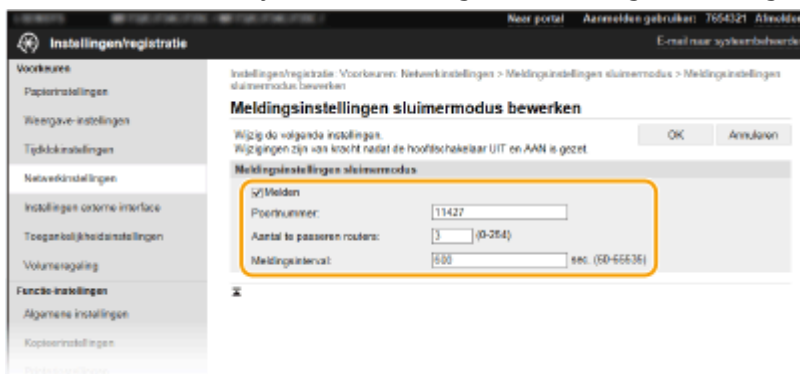 Naar portal Aanmelden gebruiker: 7654321 Afmelden
Instellingen/registratie
E-mail naar systeembeheerder
Voorkeuren
Papierinstellingen
Weergave-instellingen
Tijdklokinstellingen
Netwerkinstellingen
Instellingen externe interface
Toegankelijkheidsinstellingen
Volumeregeling
Functie-instellingen
Algemene instellingen
Kopieerinstellingen
Instellingen/registratie: Voorkeuren: Netwerkinstellingen > Meldingsinstellingen sluimermodus > Meldingsinstellingen
sluimermodus bewerken
Meldingsinstellingen sluimermodus bewerken
Wijzig de volgende instellingen.
Wijzigingen zijn van kracht nadat de hoofdschakelaar UIT en AAN is gezet.
OK Annuleren
Meldingsinstellingen sluimermodus
Melden
Poortnummer: 11427
Aantal te passeren routers: 3 (0-254)
Meldingsinterval: 600 sec. (60-65535)